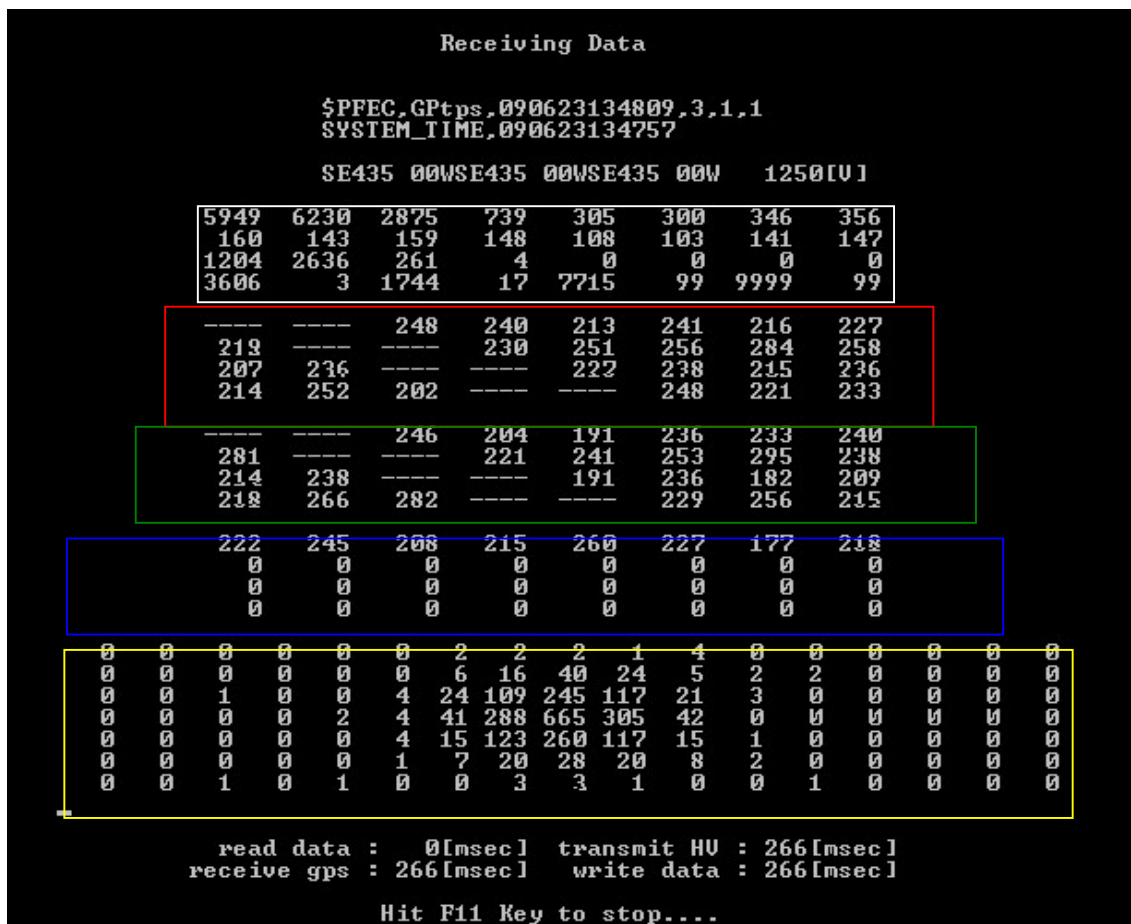 Receiving Data
$PFEC,GPtps,090623134809,3,1,1
SYSTEM_TIME,090623134757
SE435 00WSE435 00WSE435 00W 1250[V]
5949 6230 2875 739 305 300 346 356
160 143 159 148 108 103 141 147
1204 2636 261 4 0 0 0 0
3606 3 1744 17 7715 99 9999 99
---- ---- 248 240 213 241 216 227
219 ---- ---- 230 251 256 284 258
207 236 ---- ---- 222 238 215 236
214 252 202 ---- ---- 248 221 233
---- ---- 246 204 191 236 233 240
281 ---- ---- 221 241 253 295 238
214 238 ---- ---- 191 236 182 209
218 266 282 ---- ---- 229 256 215
222 245 208 215 260 227 177 218
0 0 0 0 0 0 0 0
0 0 0 0 0 0 0 0
0 0 0 0 0 0 0 0
0 0 0 0 0 0 2 2 2 1 4 0 0 0 0 0 0
0 0 0 0 0 0 6 16 40 24 5 2 2 0 0 0 0
0 0 1 0 0 4 24 109 245 117 21 3 0 0 0 0 0
0 0 0 0 2 4 41 288 665 305 42 0 0 0 0 0 0
0 0 0 0 0 4 15 123 260 117 15 1 0 0 0 0 0
0 0 0 0 0 1 7 20 28 20 8 2 0 0 0 0 0
0 0 1 0 1 0 0 3 3 1 0 0 1 0 0 0 0
read data : 0[msec] transmit HV : 266[msec]
receive gps : 266[msec] write data : 266[msec]
Hit F11 Key to stop....